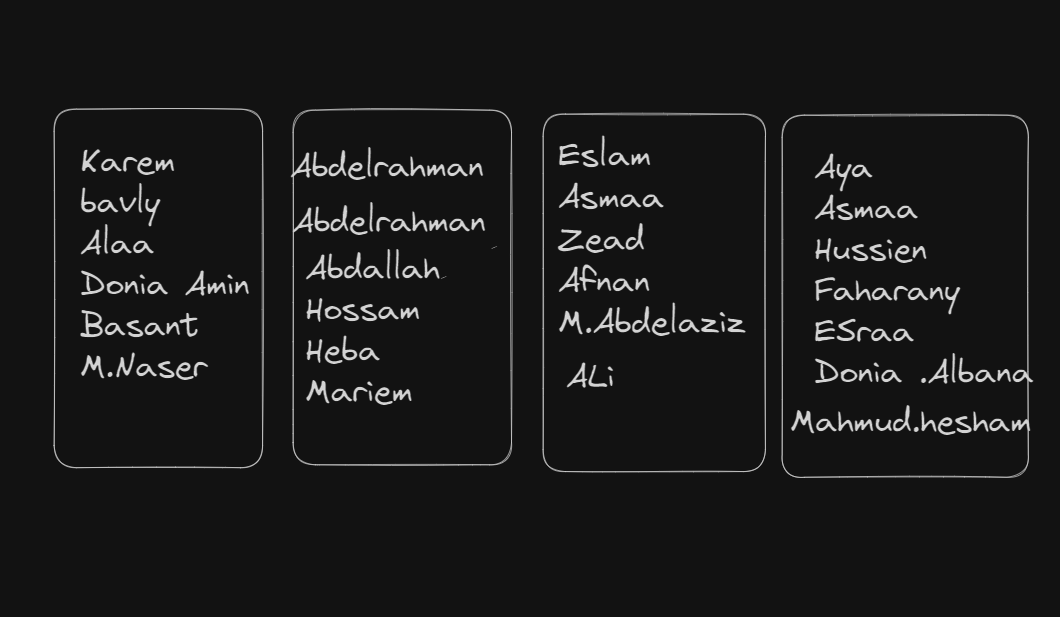 Karem
bavly
Alaa
Donia Amin
Basant
M.Naser
Abdelrahman
Abdelrahman
Abdallah
Hossam
Heba
Mariem
Eslam
Asmaa
Zead
Afnan
M.Abdelaziz
ALi
Aya
Asmaa
Hussien
Faharany
ESraa
Donia .Albana
Mahmud.hesham